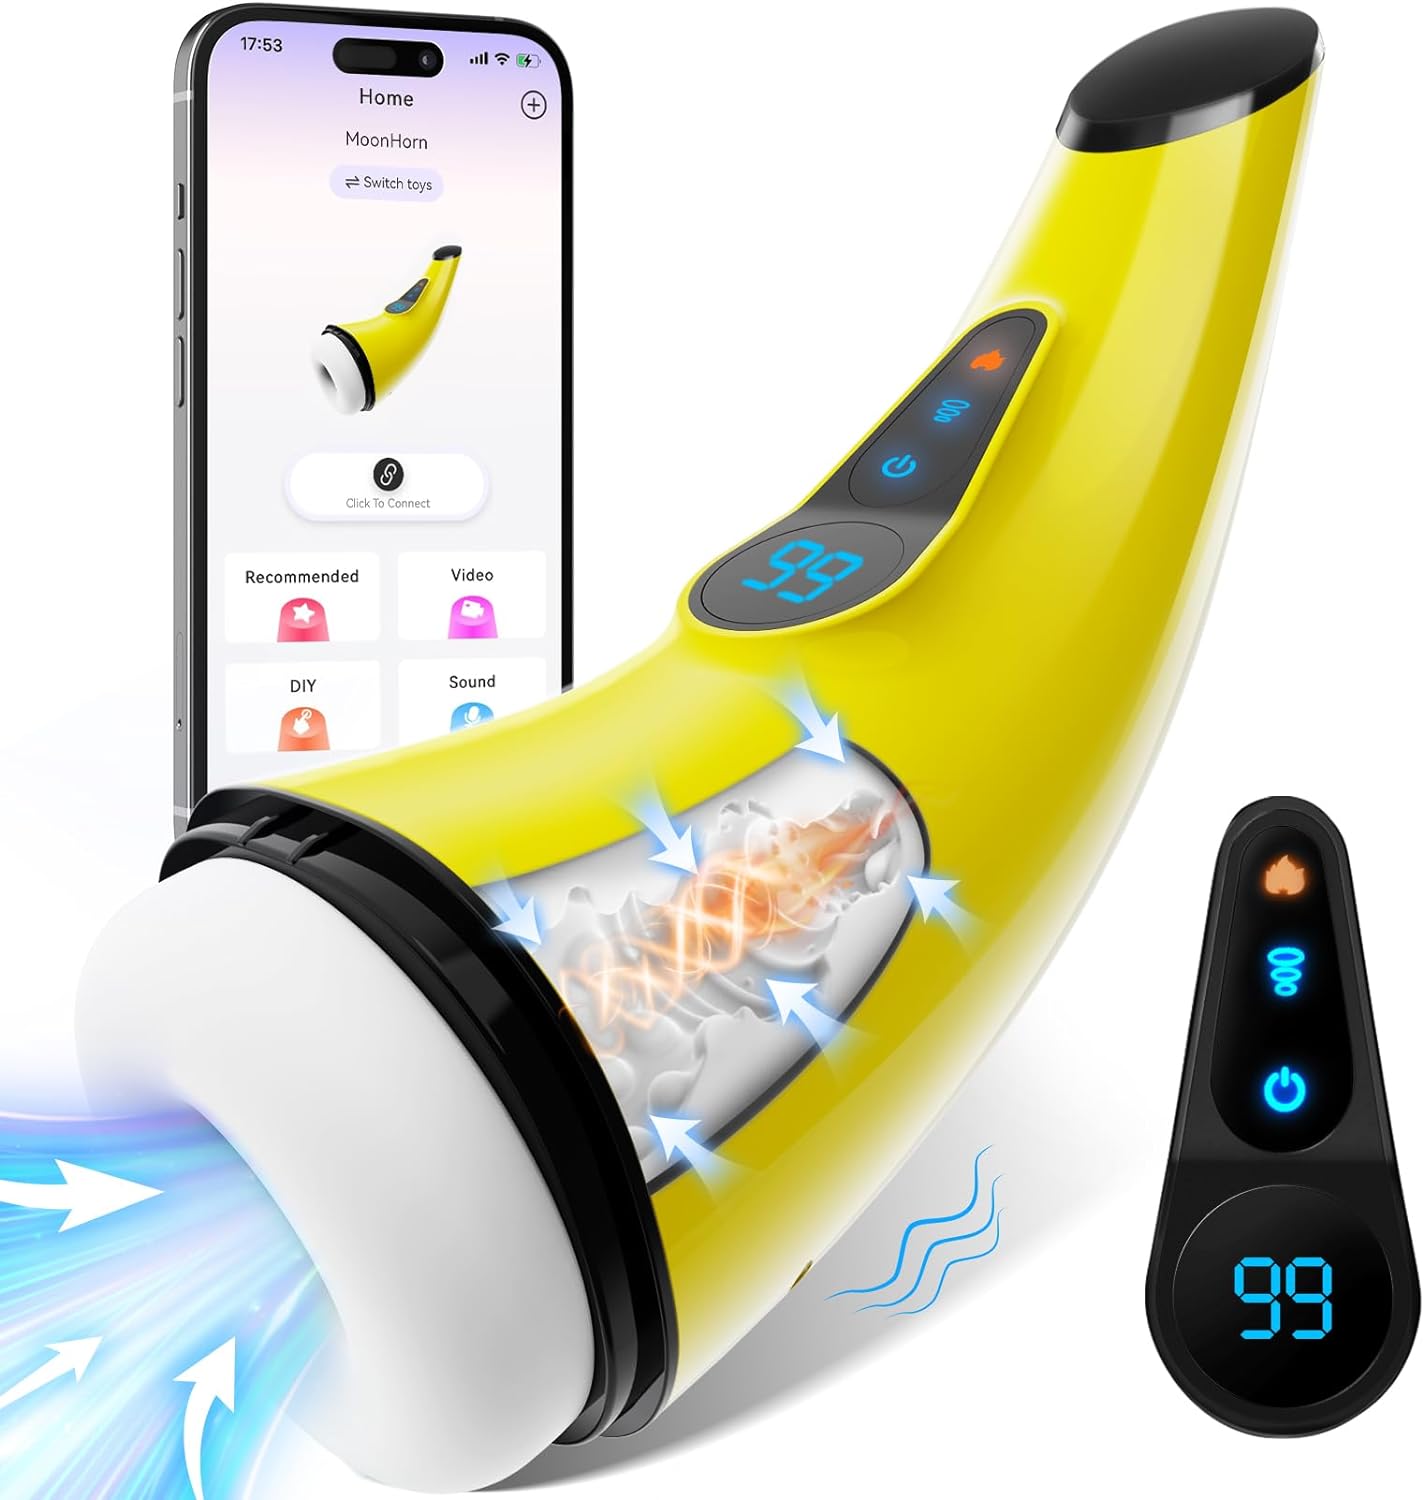 17:53
Home
MoonHorn
⇌ Switch toys
Click To Connect
Recommended
Video
DIY
Sound
99
99